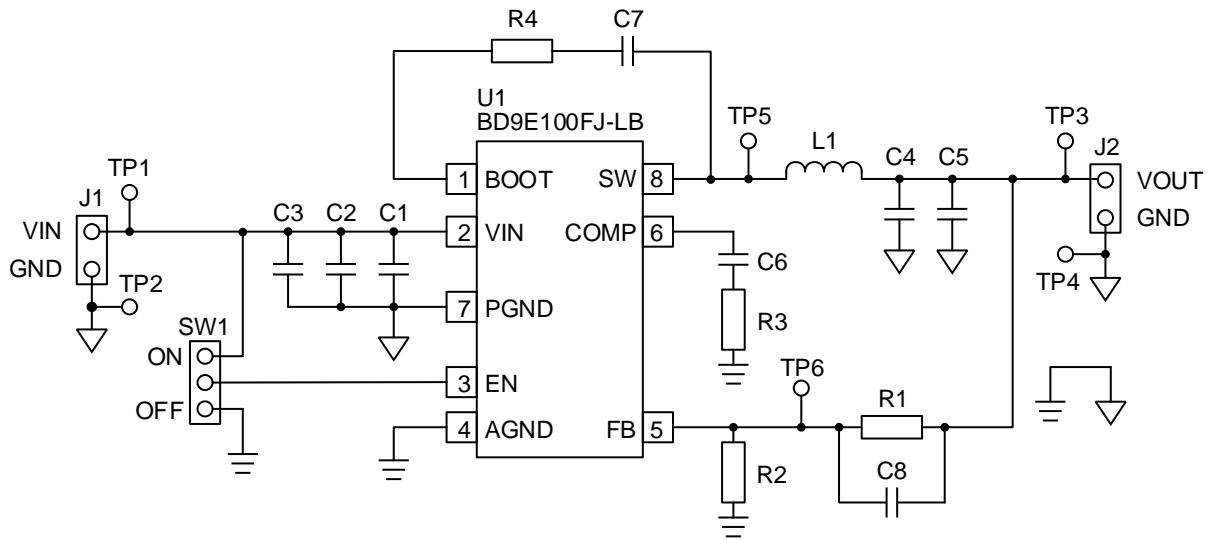 R4
C7
U1
BD9E100FJ-LB
TP5
TP3
L1
C4
C5
J2
TP1
J1
1
BOOT
SW
8
VOUT
C3
C2
C1
VIN
2
VIN
COMP
6
GND
GND
C6
TP2
TP4
7
PGND
R3
SW1
ON
TP6
3
EN
R1
OFF
4
AGND
FB
5
R2
C8